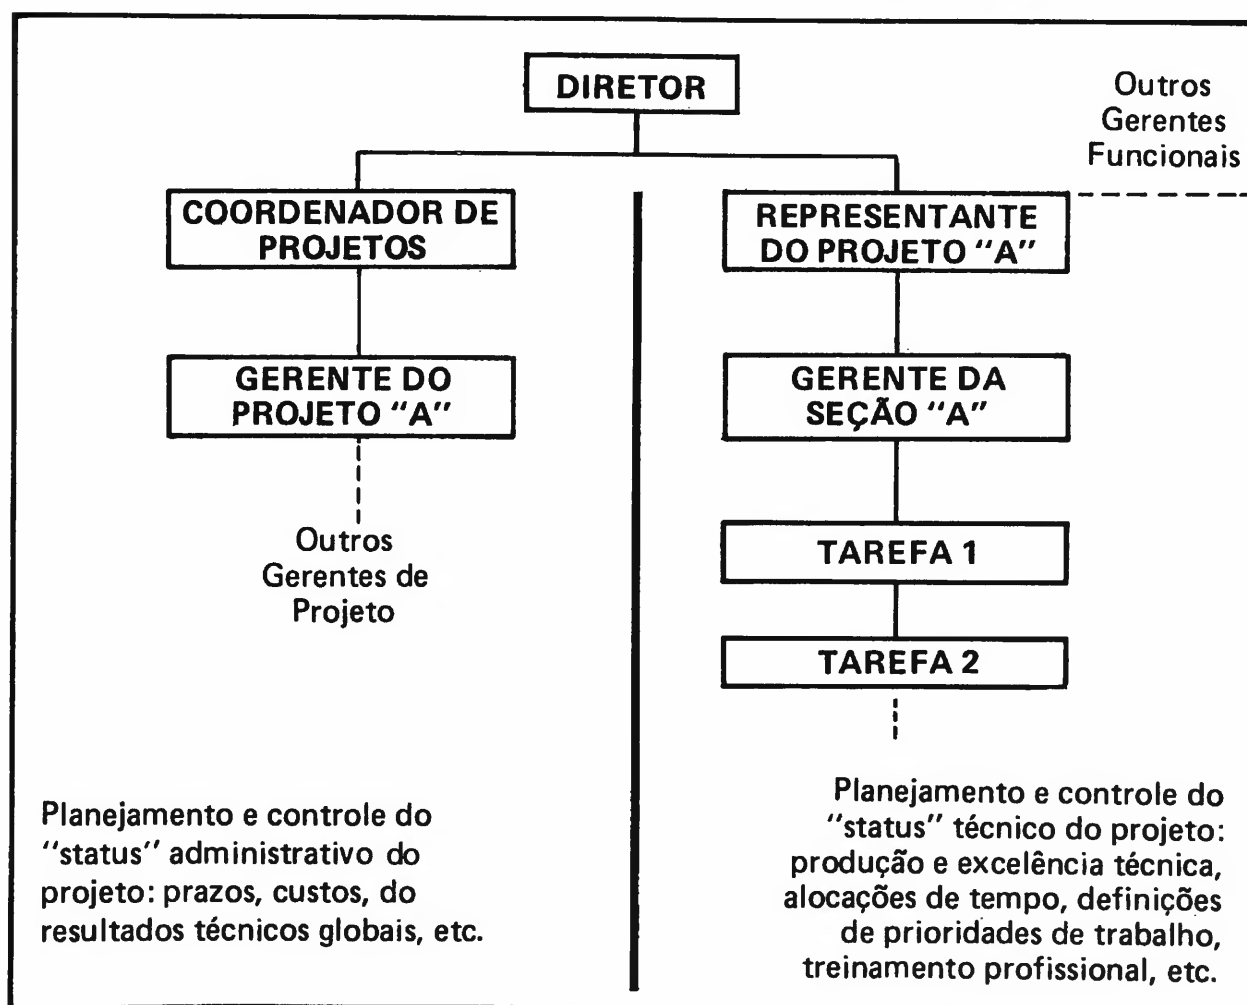 DIRETOR
Outros
Gerentes
Funcionais
COORDENADOR DE
PROJETOS
REPRESENTANTE
DO PROJETO "A"
GERENTE DO
PROJETO "A"
GERENTE DA
SEÇÃO "A"
Outros
Gerentes de
Projeto
TAREFA 1
TAREFA 2
Planejamento e controle do
"status" administrativo do
projeto: prazos, custos, do
resultados técnicos globais, etc.
Planejamento e controle do
"status" técnico do projeto:
produção e excelência técnica,
alocações de tempo, definições
de prioridades de trabalho,
treinamento profissional, etc.